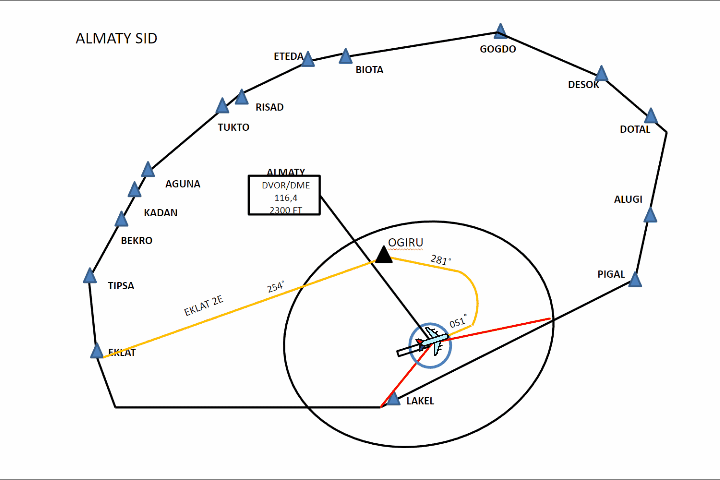 ALMATY SID
GOGDO
ETEDA
BIOTA
DESOK
RISAD
TUKTO
DOTAL
ALMATY
DVOR/DME
116,4
2300 FT
AGUNA
KADAN
ALUGI
BEKRO
OGIRU
281°
PIGAL
TIPSA
254°
EKLAT 2E
051°
EKLAT
LAKEL